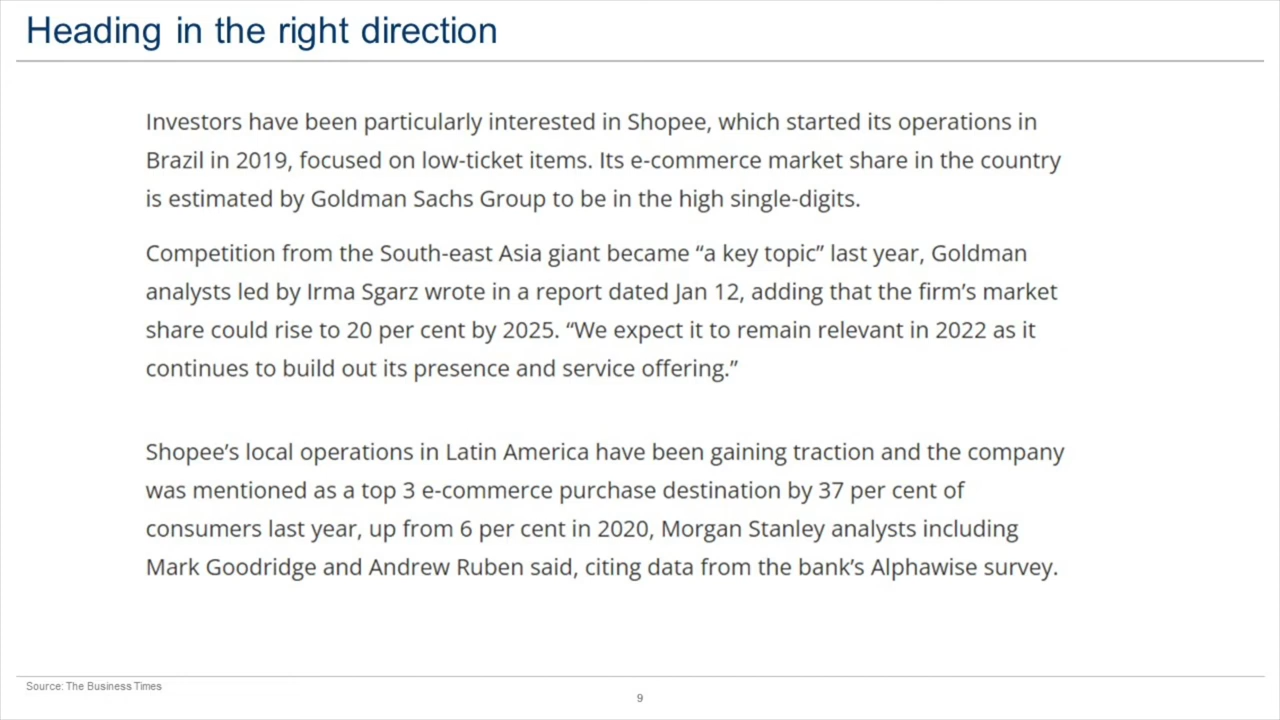 Heading in the right direction
Investors have been particularly interested in Shopee, which started its operations in
Brazil in 2019, focused on low-ticket items. Its e-commerce market share in the country
is estimated by Goldman Sachs Group to be in the high single-digits.
Competition from the South-east Asia giant became “a key topic” last year, Goldman
analysts led by Irma Sgarz wrote in a report dated Jan 12, adding that the firm’s market
share could rise to 20 per cent by 2025. “We expect it to remain relevant in 2022 as it
continues to build out its presence and service offering.”
Shopee’s local operations in Latin America have been gaining traction and the company
was mentioned as a top 3 e-commerce purchase destination by 37 per cent of
consumers last year, up from 6 per cent in 2020, Morgan Stanley analysts including
Mark Goodridge and Andrew Ruben said, citing data from the bank’s Alphawise survey.
Source: The Business Times
9